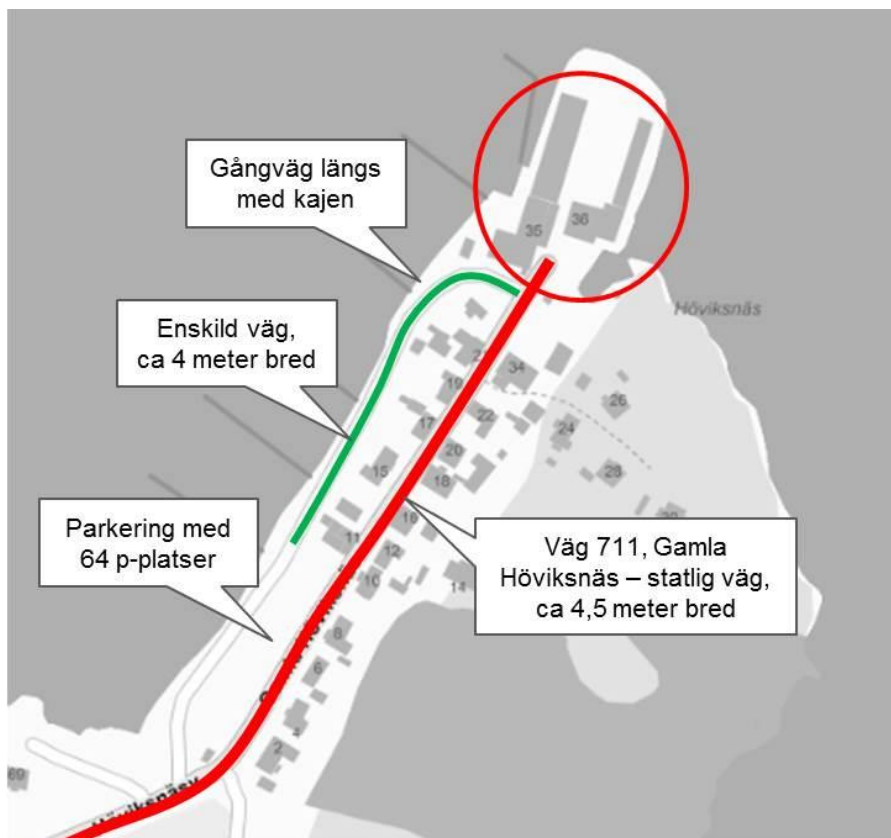 Gångväg längs
med kajen
35
36
Höviksnäs
Enskild väg,
ca 4 meter bred
34
19
17
22
26
24
20
15
18
28
Parkering med
64 p-platser
16
11
12
10
14
Väg 711, Gamla
Höviksnäs – statlig väg,
ca 4,5 meter bred
8
6
4
2
69